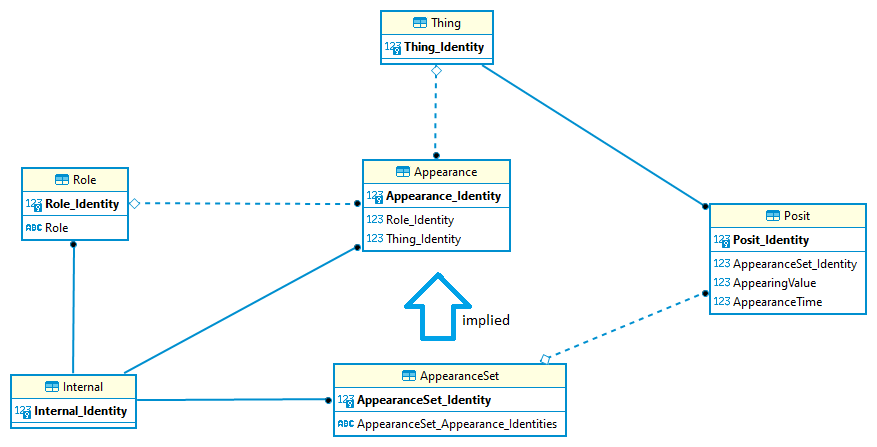 Thing
123 Thing_Identity
Appearance
123 Appearance_Identity
123 Role_Identity
123 Thing_Identity
Role
123 Role_Identity
ABC Role
Posit
123 Posit_Identity
123 AppearanceSet_Identity
123 AppearingValue
123 AppearanceTime
implied
Internal
123 Internal_Identity
AppearanceSet
123 AppearanceSet_Identity
ABC AppearanceSet_Appearance_Identities